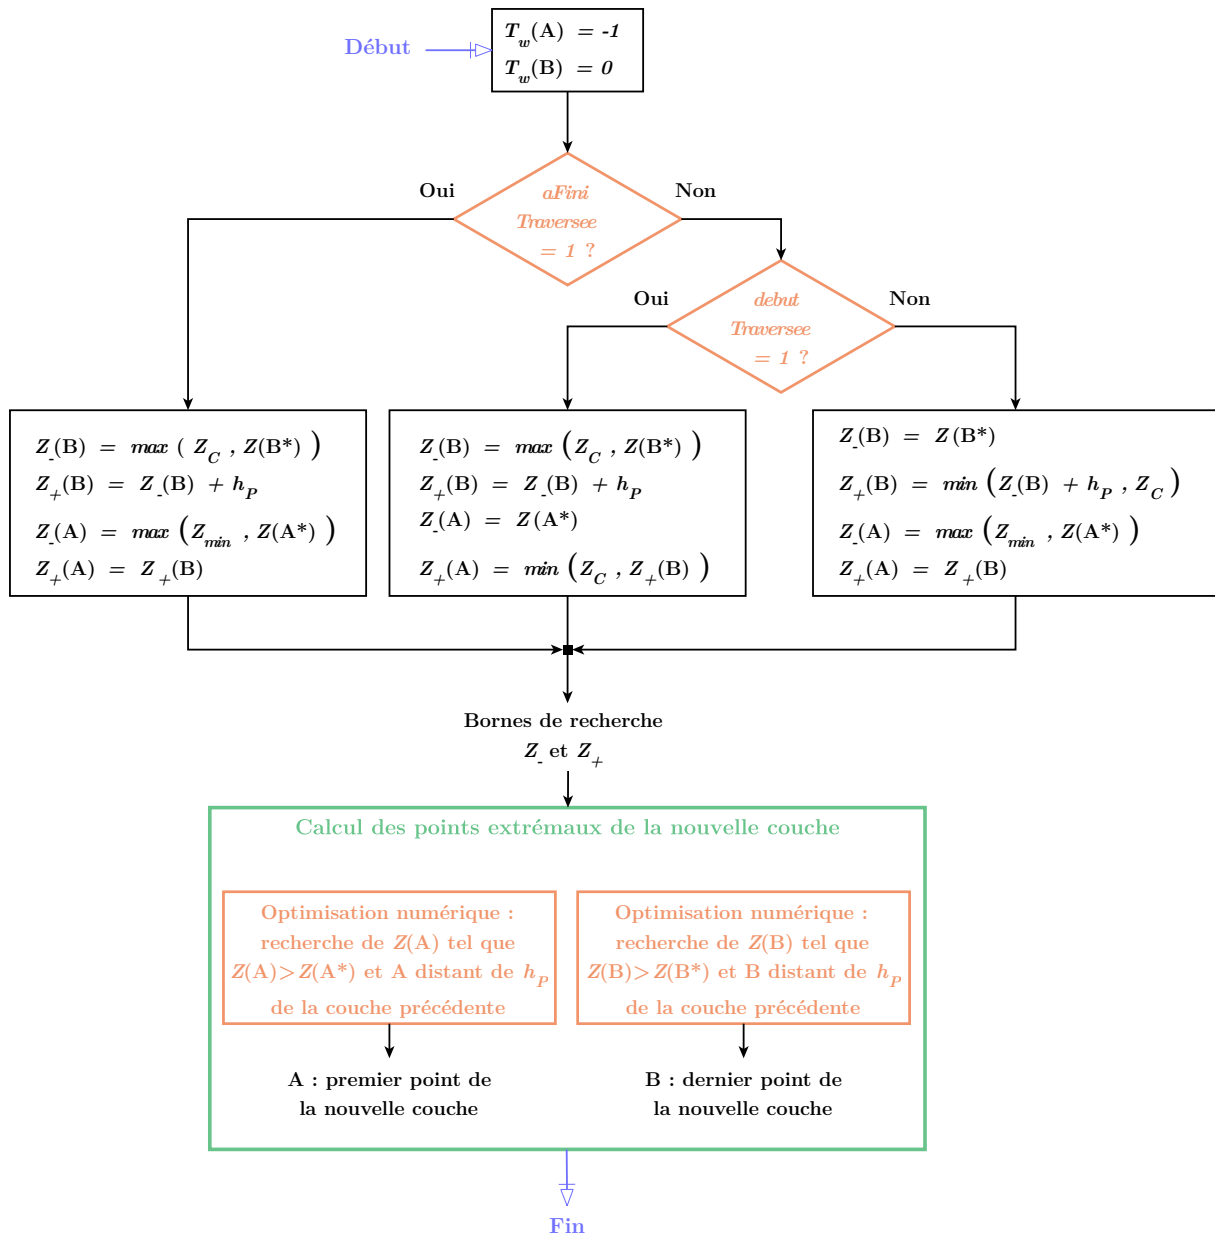 Début
T_w(A) = -1
T_w(B) = 0
Oui
aFini
Traversee
= 1 ?
Non
Oui
debut
Traversee
= 1 ?
Non
Z_-(B) = max ( Z_C , Z(B*) )
Z_+(B) = Z_-(B) + h_P
Z_-(A) = max (Z_min , Z(A*) )
Z_+(A) = Z_+(B)
Z_-(B) = max (Z_C , Z(B*) )
Z_+(B) = Z_-(B) + h_P
Z_-(A) = Z(A*)
Z_+(A) = min (Z_C , Z_+(B) )
Z_-(B) = Z(B*)
Z_+(B) = min (Z_-(B) + h_P , Z_C )
Z_-(A) = max (Z_min , Z(A*) )
Z_+(A) = Z_+(B)
Bornes de recherche
Z_- et Z_+
Calcul des points extrémaux de la nouvelle couche
Optimisation numérique :
recherche de Z(A) tel que
Z(A)>Z(A*) et A distant de h_P
de la couche précédente
Optimisation numérique :
recherche de Z(B) tel que
Z(B)>Z(B*) et B distant de h_P
de la couche précédente
A : premier point de
la nouvelle couche
B : dernier point de
la nouvelle couche
Fin